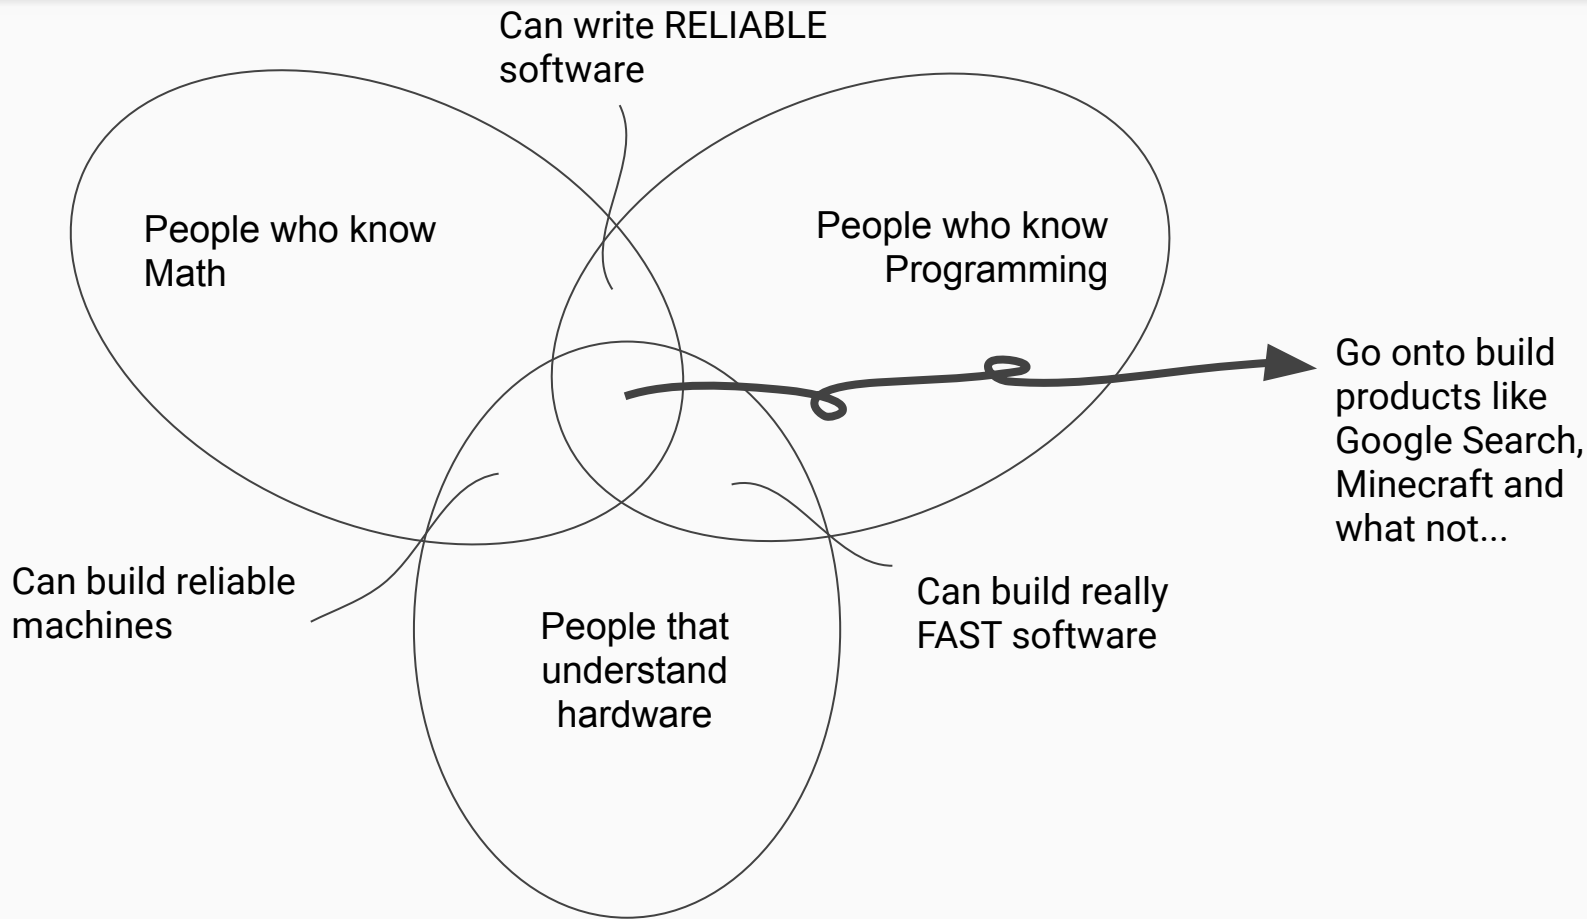 Can write RELIABLE
software
People who know
Math
People who know
Programming
Go onto build
products like
Google Search,
Minecraft and
what not...
Can build reliable
machines
People that
understand
hardware
Can build really
FAST software